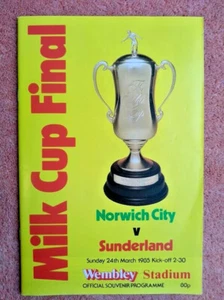 Milk Cup Final
Norwich City
v
Sunderland
Sunday 24th March 1985 Kick-off 2-30
Wembley Stadium
OFFICIAL SOUVENIR PROGRAMME 80p